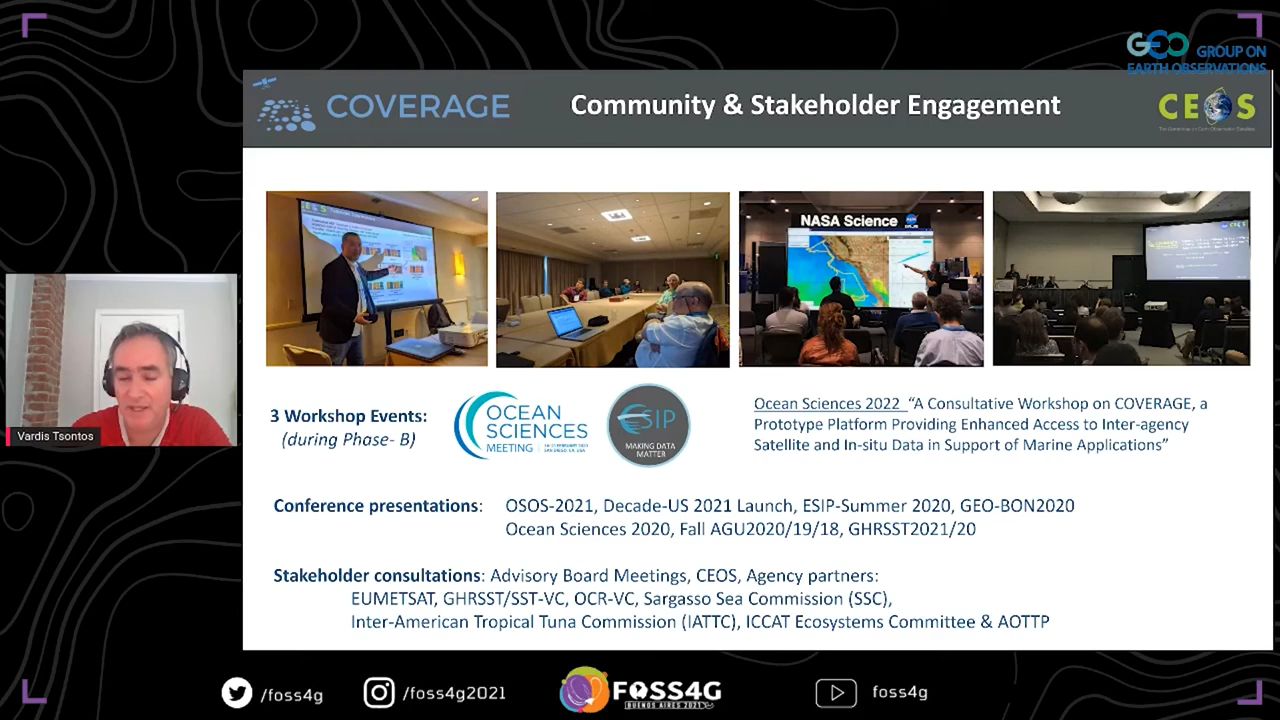 GEO GROUP ON
EARTH OBSERVATIONS
COVERAGE
Community & Stakeholder Engagement
CEOS
NASA Science
Vardis Tsontos
3 Workshop Events:
(during Phase- B)
OCEAN
SCIENCES
MEETING
ESIP
MAKING DATA
MATTER
Ocean Sciences 2022 “A Consultative Workshop on COVERAGE, a
Prototype Platform Providing Enhanced Access to Inter-agency
Satellite and In-situ Data in Support of Marine Applications”
Conference presentations: OSOS-2021, Decade-US 2021 Launch, ESIP-Summer 2020, GEO-BON2020
Ocean Sciences 2020, Fall AGU2020/19/18, GHRSST2021/20
Stakeholder consultations: Advisory Board Meetings, CEOS, Agency partners:
EUMETSAT, GHRSST/SST-VC, OCR-VC, Sargasso Sea Commission (SSC),
Inter-American Tropical Tuna Commission (IATTC), ICCAT Ecosystems Committee & AOTTP
/foss4g
/foss4g2021
FOSS4G
BUENOS AIRES 2021
foss4g